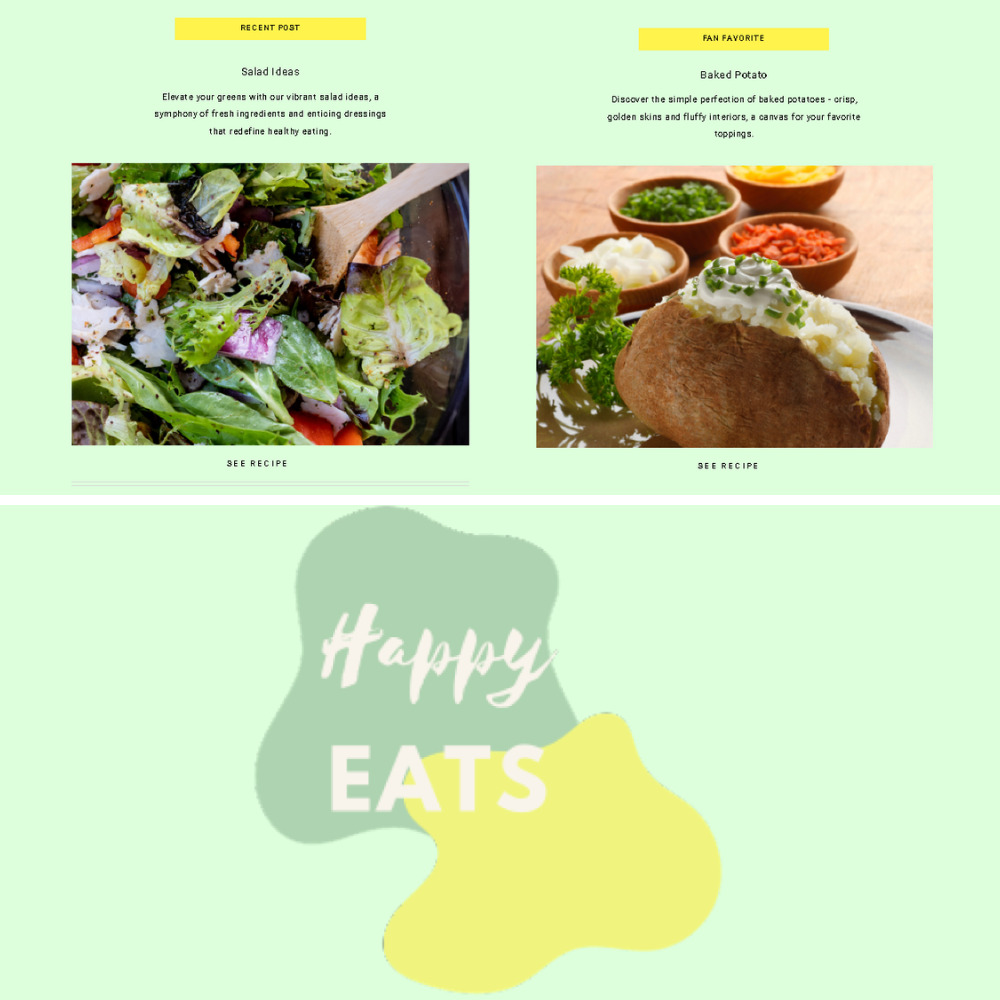 RECENT POST
Salad Ideas
Elevate your greens with our vibrant salad ideas, a
symphony of fresh ingredients and enticing dressings
that redefine healthy eating.
SEE RECIPE
FAN FAVORITE
Baked Potato
Discover the simple perfection of baked potatoes - crisp,
golden skins and fluffy interiors, a canvas for your favorite
toppings.
SEE RECIPE
Happy
EATS